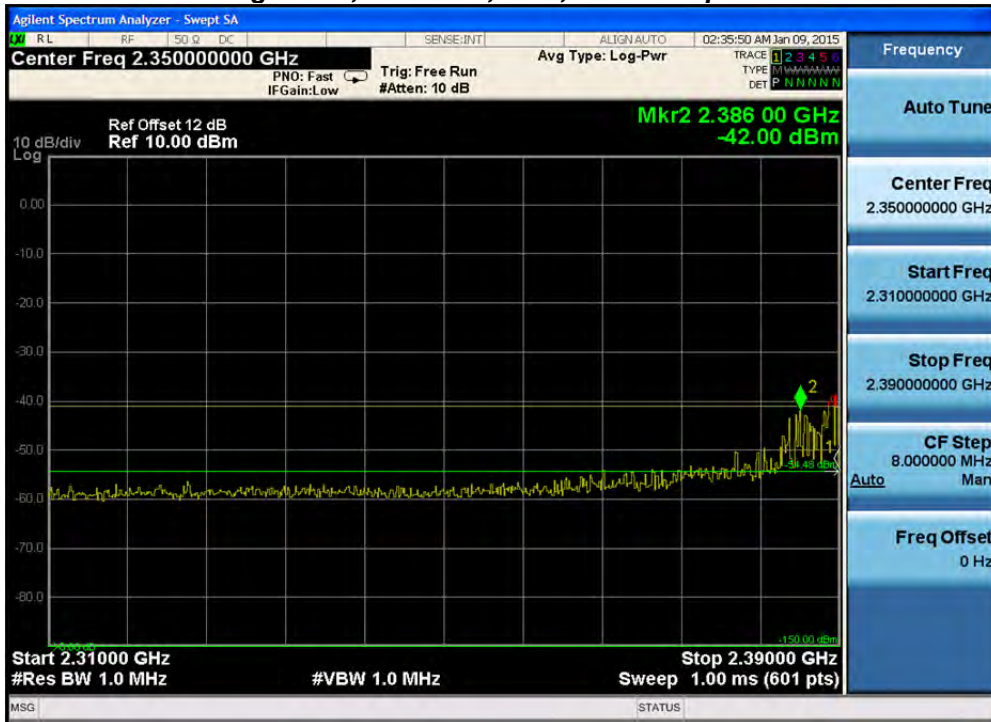 Agilent Spectrum Analyzer - Swept SA
RL RF 50 Ω DC SENSE:INT ALIGN AUTO 02:35:50 AM Jan 09, 2015
Center Freq 2.350000000 GHz
PNO: Fast
IFGain:Low
Trig: Free Run
#Atten: 10 dB
Avg Type: Log-Pwr
TRACE 1 2 3 4 5 6
TYPE M
DET P N N N N N
Mkr2 2.386 00 GHz
-42.00 dBm
Ref Offset 12 dB
10 dB/div Ref 10.00 dBm
Log
0.00
-10.0
-20.0
-30.0
-40.0
-50.0
-60.0
-70.0
-80.0
2
1
-54.48 dBm
-150.00 dBm
Start 2.31000 GHz Stop 2.39000 GHz
#Res BW 1.0 MHz #VBW 1.0 MHz Sweep 1.00 ms (601 pts)
MSG STATUS
Frequency
Auto Tune
Center Freq
2.350000000 GHz
Start Freq
2.310000000 GHz
Stop Freq
2.390000000 GHz
CF Step
8.000000 MHz
Auto Man
Freq Offset
0 Hz